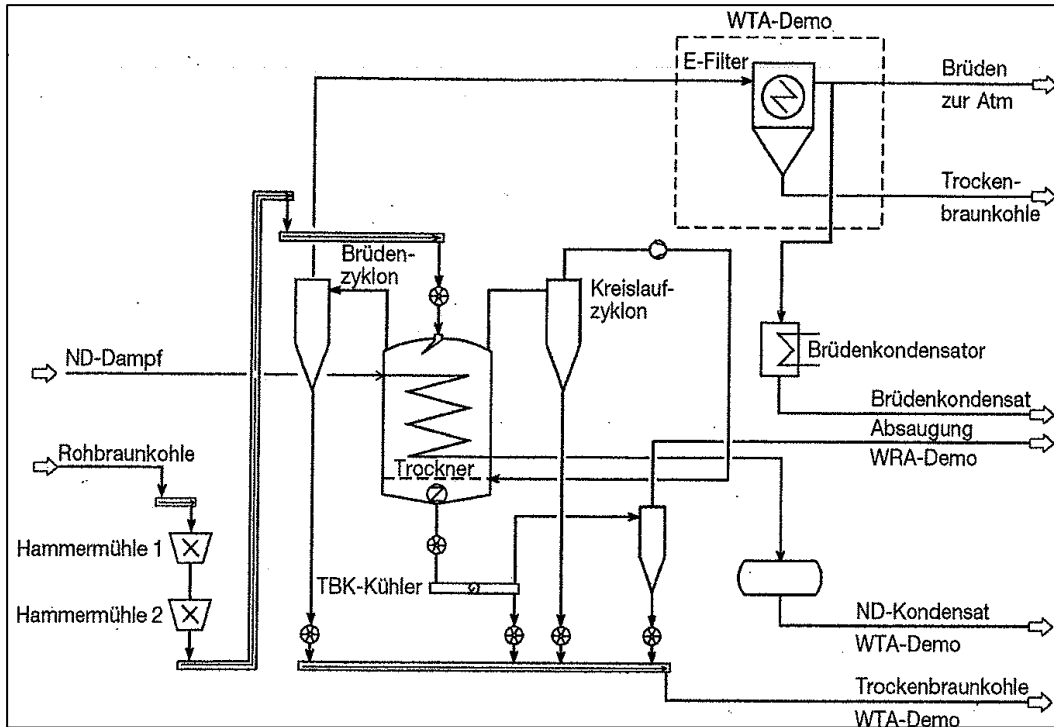 WTA-Demo
E-Filter
Brüden
zur Atm
Trocken-
braunkohle
Brüden-
zyklon
Kreislauf-
zyklon
ND-Dampf
Brüdenkondensator
Brüdenkondensat
Absaugung
WRA-Demo
Rohbraunkohle
Trockner
Hammermühle 1
TBK-Kühler
Hammermühle 2
ND-Kondensat
WTA-Demo
Trockenbraunkohle
WTA-Demo